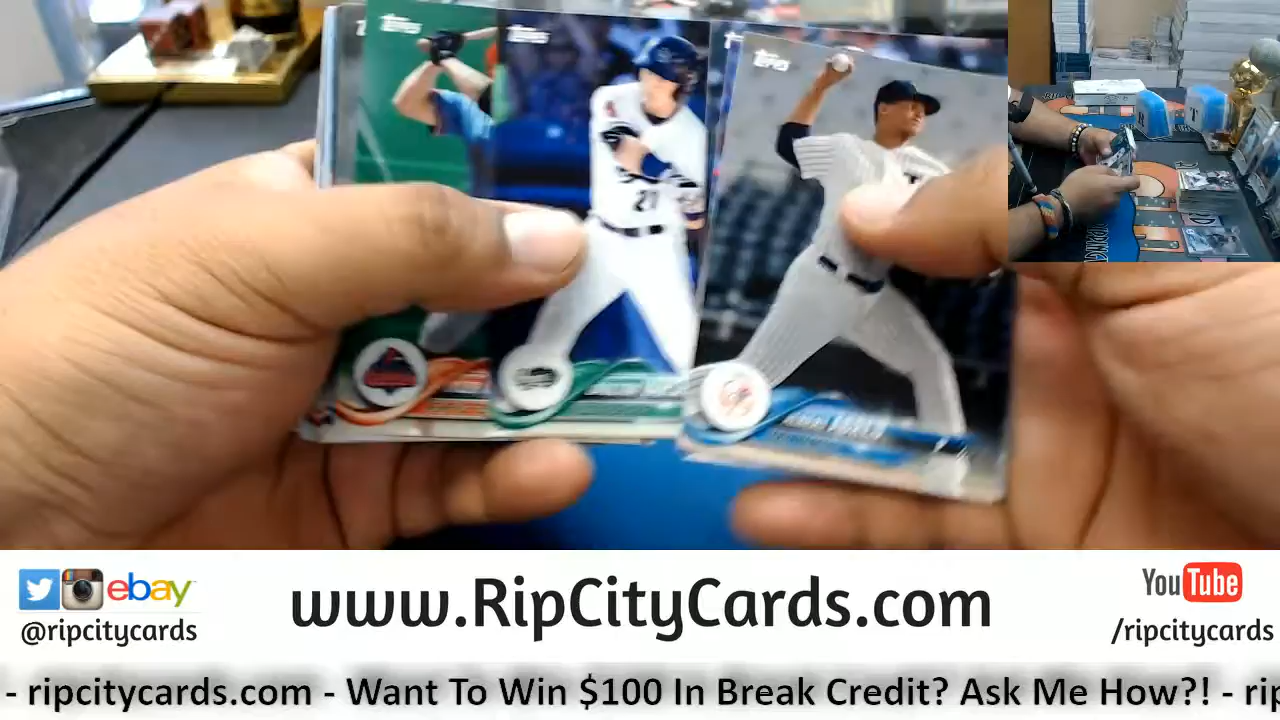 Topps
Topps
Topps
21
ebay
@ripcitycards
www.RipCityCards.com
YouTube
/ripcitycards
- ripcitycards.com - Want To Win $100 In Break Credit? Ask Me How?! - rip